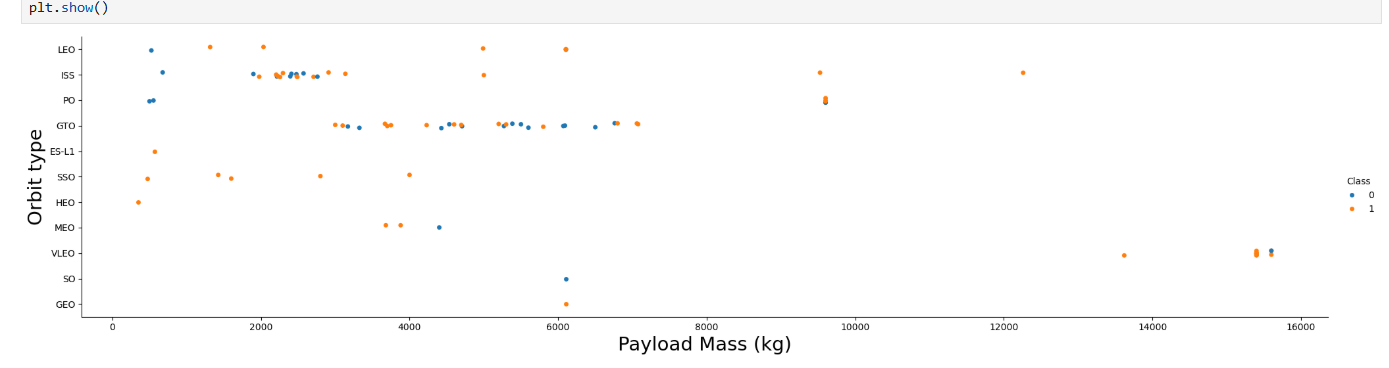 plt.show()
LEO
ISS
PO
GTO
ES-L1
SSO
HEO
MEO
VLEO
SO
GEO
Orbit type
0 2000 4000 6000 8000 10000 12000 14000 16000
Payload Mass (kg)
Class
0
1